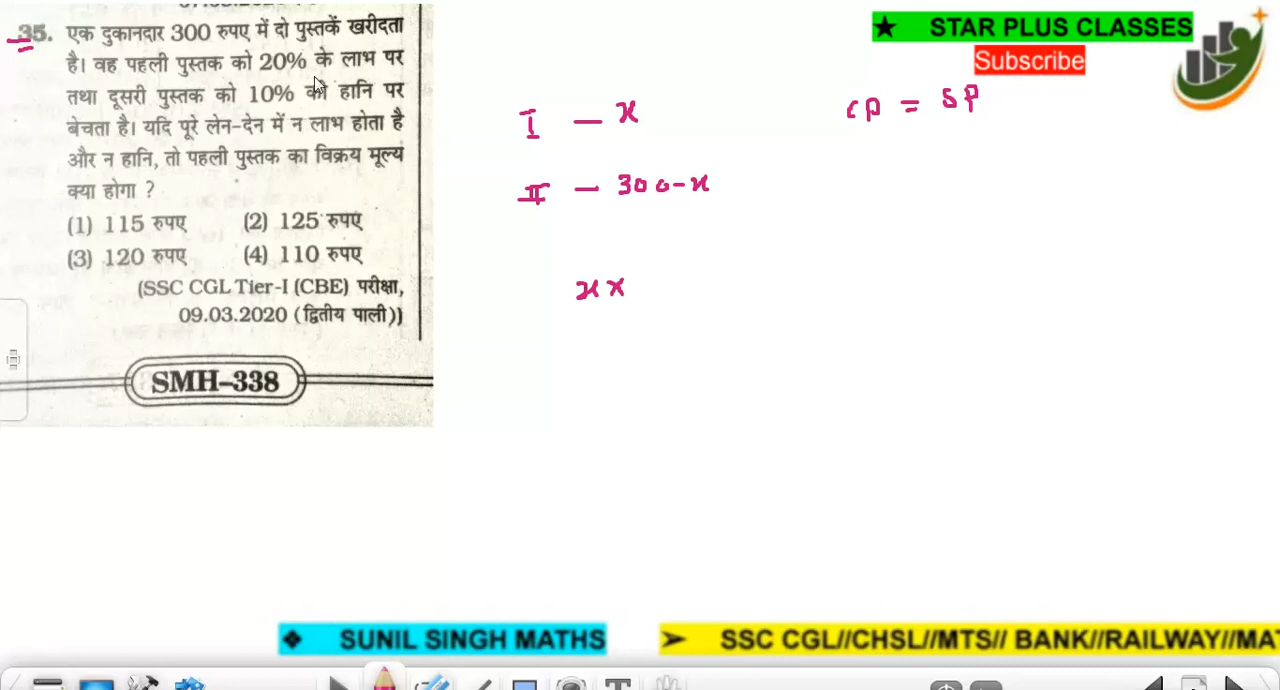 35. एक दुकानदार 300 रुपए में दो पुस्तकें खरीदता
है। वह पहली पुस्तक को 20% के लाभ पर
तथा दूसरी पुस्तक को 10% की हानि पर
बेचता है। यदि पूरे लेन-देन में न लाभ होता है
और न हानि, तो पहली पुस्तक का विक्रय मूल्य
क्या होगा ?
(1) 115 रुपए (2) 125 रुपए
(3) 120 रुपए (4) 110 रुपए
(SSC CGL Tier-I (CBE) परीक्षा,
09.03.2020 (द्वितीय पाली))
SMH–338
I — x
II — 300-x
x ×
CP = SP
★ STAR PLUS CLASSES
Subscribe
❖ SUNIL SINGH MATHS
➢ SSC CGL//CHSL//MTS// BANK//RAILWAY//MA